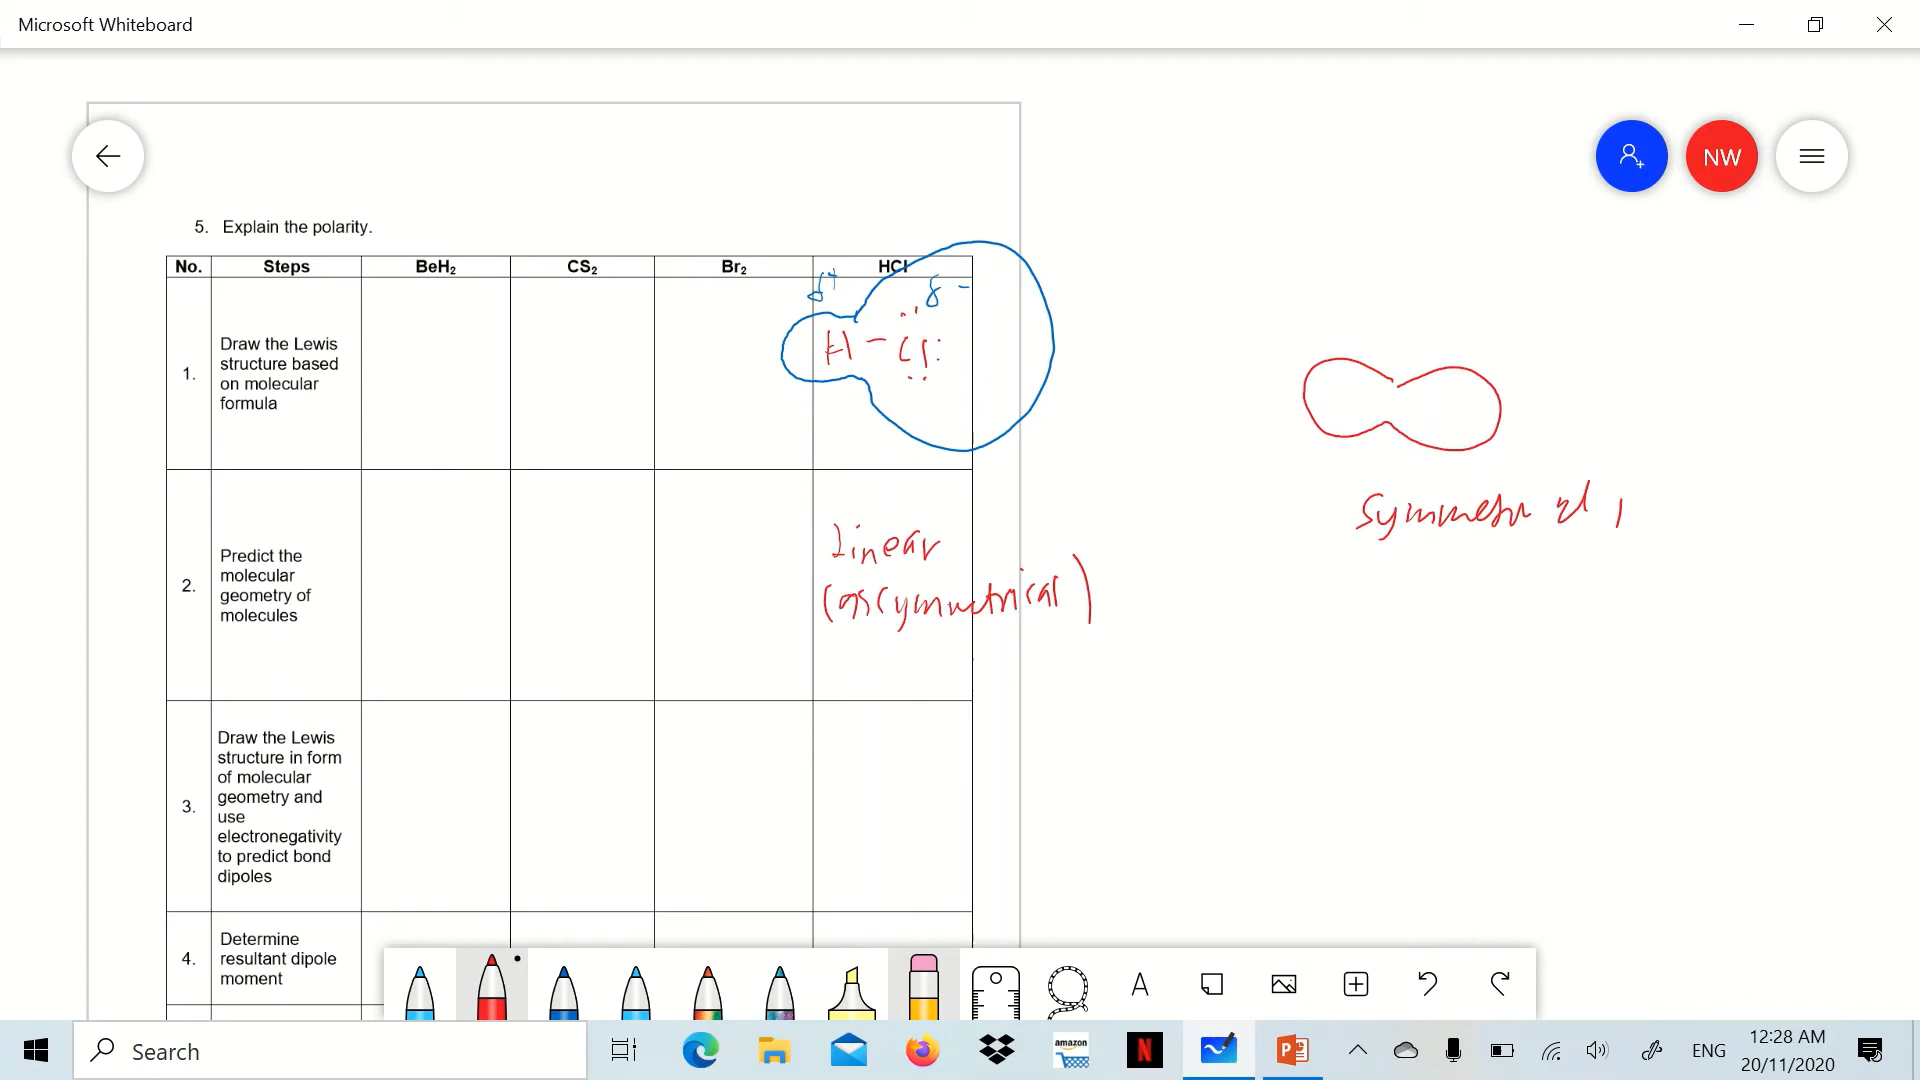 Microsoft Whiteboard
NW
5. Explain the polarity.
No. Steps BeH₂ CS₂ Br₂ HCl
δ+ δ -
H - Cl
1. Draw the Lewis
structure based
on molecular
formula
2. Predict the
molecular
geometry of
molecules
Linear
3. Draw the Lewis
structure in form
of molecular
geometry and
use
electronegativity
to predict bond
dipoles
4. Determine
resultant dipole
moment
A
Search
amazon
N
P
ENG
12:28 AM
20/11/2020